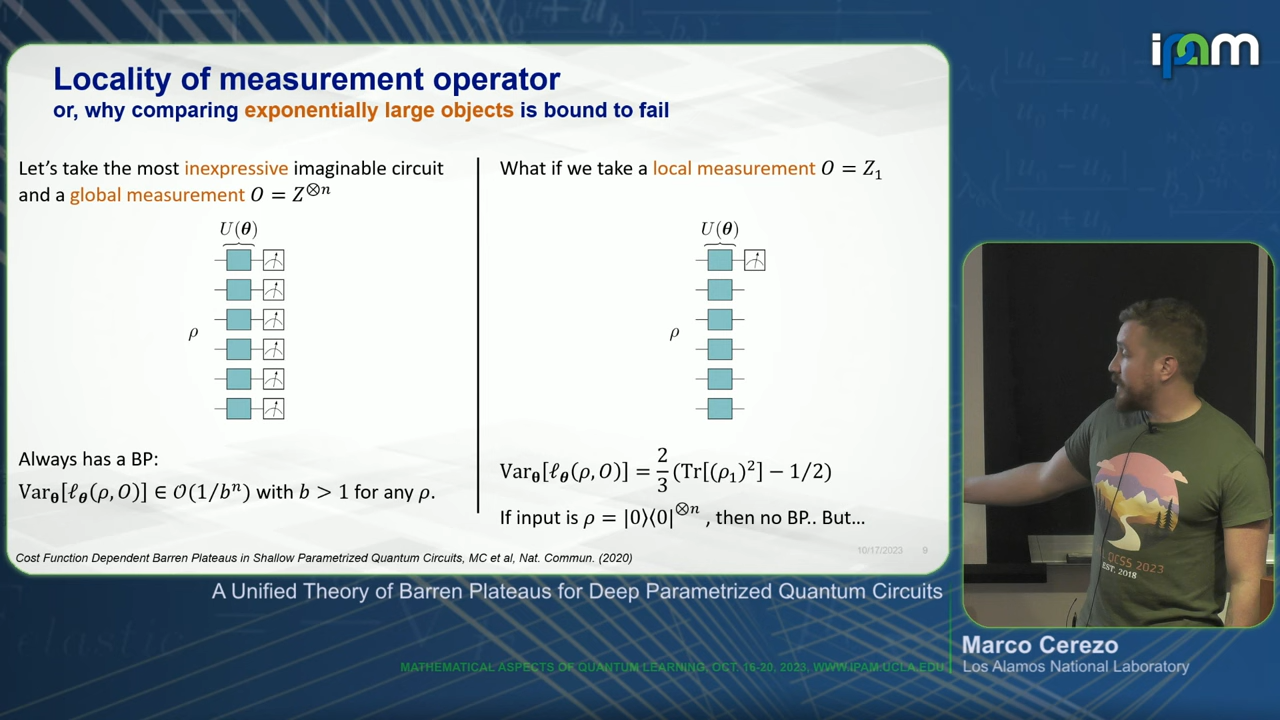 ipam
Locality of measurement operator
or, why comparing exponentially large objects is bound to fail
Let's take the most inexpressive imaginable circuit
and a global measurement O = Z^{⊗n}
U(θ)
ρ
Always has a BP:
Var_θ[ℓ_θ(ρ, O)] ∈ 𝒪(1/b^n) with b > 1 for any ρ.
What if we take a local measurement O = Z_1
U(θ)
ρ
Var_θ[ℓ_θ(ρ, O)] = 2/3 (Tr[(ρ_1)^2] − 1/2)
If input is ρ = |0⟩⟨0|^{⊗n} , then no BP.. But…
Cost Function Dependent Barren Plateaus in Shallow Parametrized Quantum Circuits, MC et al, Nat. Commun. (2020)
10/17/2023 9
QCSS 2023
EST. 2018
A Unified Theory of Barren Plateaus for Deep Parametrized Quantum Circuits
Marco Cerezo
Los Alamos National Laboratory
MATHEMATICAL ASPECTS OF QUANTUM LEARNING, OCT. 16-20, 2023, WWW.IPAM.UCLA.EDU
elastic